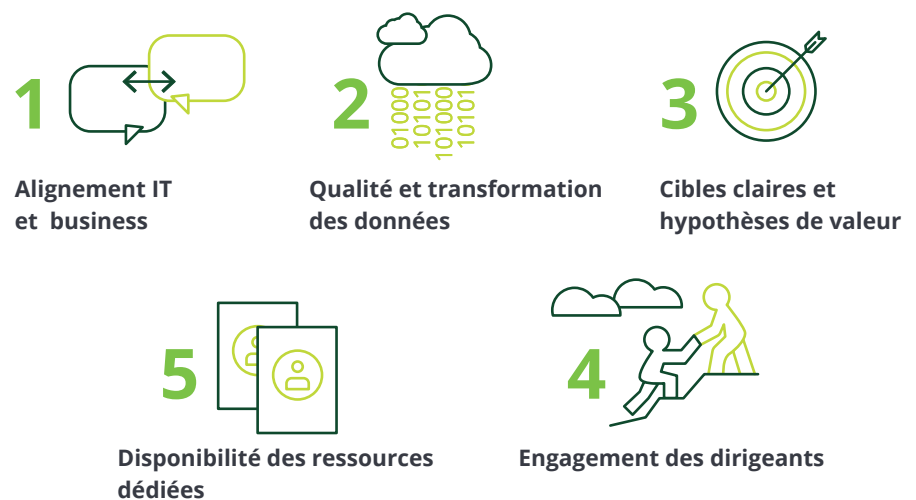 1
Alignement IT
et business
2
01000
10101
101000
10101
Qualité et transformation
des données
3
Cibles claires et
hypothèses de valeur
5
Disponibilité des ressources
dédiées
4
Engagement des dirigeants